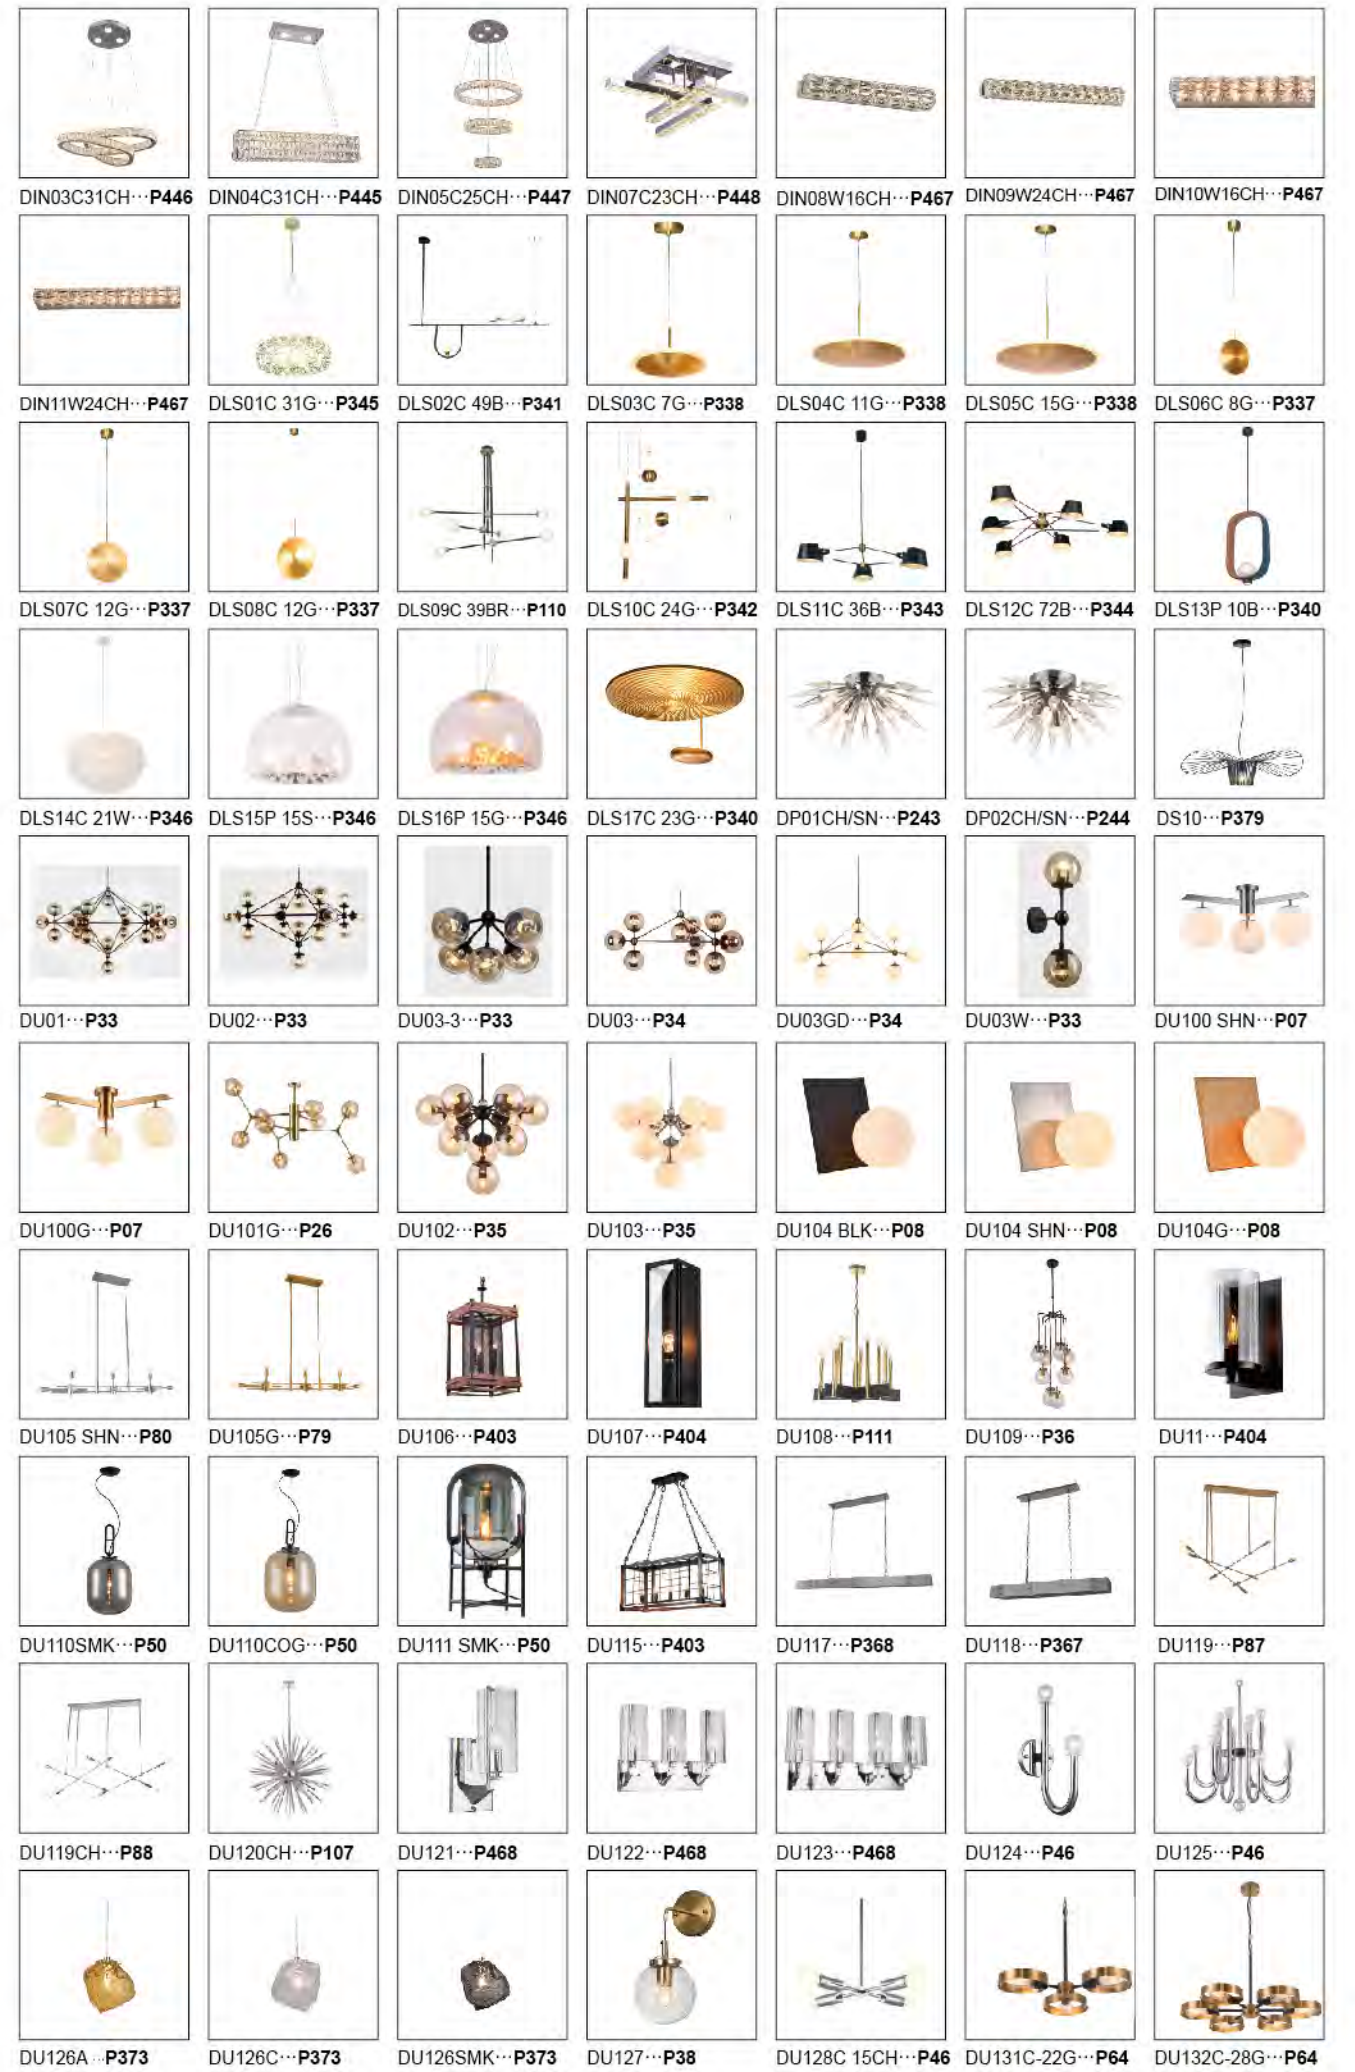 DIN03C31CH···P446 DIN04C31CH···P445 DIN05C25CH···P447 DIN07C23CH···P448 DIN08W16CH···P467 DIN09W24CH···P467 DIN10W16CH···P467
DIN11W24CH···P467 DLS01C 31G···P345 DLS02C 49B···P341 DLS03C 7G···P338 DLS04C 11G···P338 DLS05C 15G···P338 DLS06C 8G···P337
DLS07C 12G···P337 DLS08C 12G···P337 DLS09C 39BR···P110 DLS10C 24G···P342 DLS11C 36B···P343 DLS12C 72B···P344 DLS13P 10B···P340
DLS14C 21W···P346 DLS15P 15S···P346 DLS16P 15G···P346 DLS17C 23G···P340 DP01CH/SN···P243 DP02CH/SN···P244 DS10···P379
DU01···P33 DU02···P33 DU03-3···P33 DU03···P34 DU03GD···P34 DU03W···P33 DU100 SHN···P07
DU100G···P07 DU101G···P26 DU102···P35 DU103···P35 DU104 BLK···P08 DU104 SHN···P08 DU104G···P08
DU105 SHN···P80 DU105G···P79 DU106···P403 DU107···P404 DU108···P111 DU109···P36 DU11···P404
DU110SMK···P50 DU110COG···P50 DU111 SMK···P50 DU115···P403 DU117···P368 DU118···P367 DU119···P87
DU119CH···P88 DU120CH···P107 DU121···P468 DU122···P468 DU123···P468 DU124···P46 DU125···P46
DU126A ···P373 DU126C···P373 DU126SMK···P373 DU127···P38 DU128C 15CH···P46 DU131C-22G···P64 DU132C-28G···P64